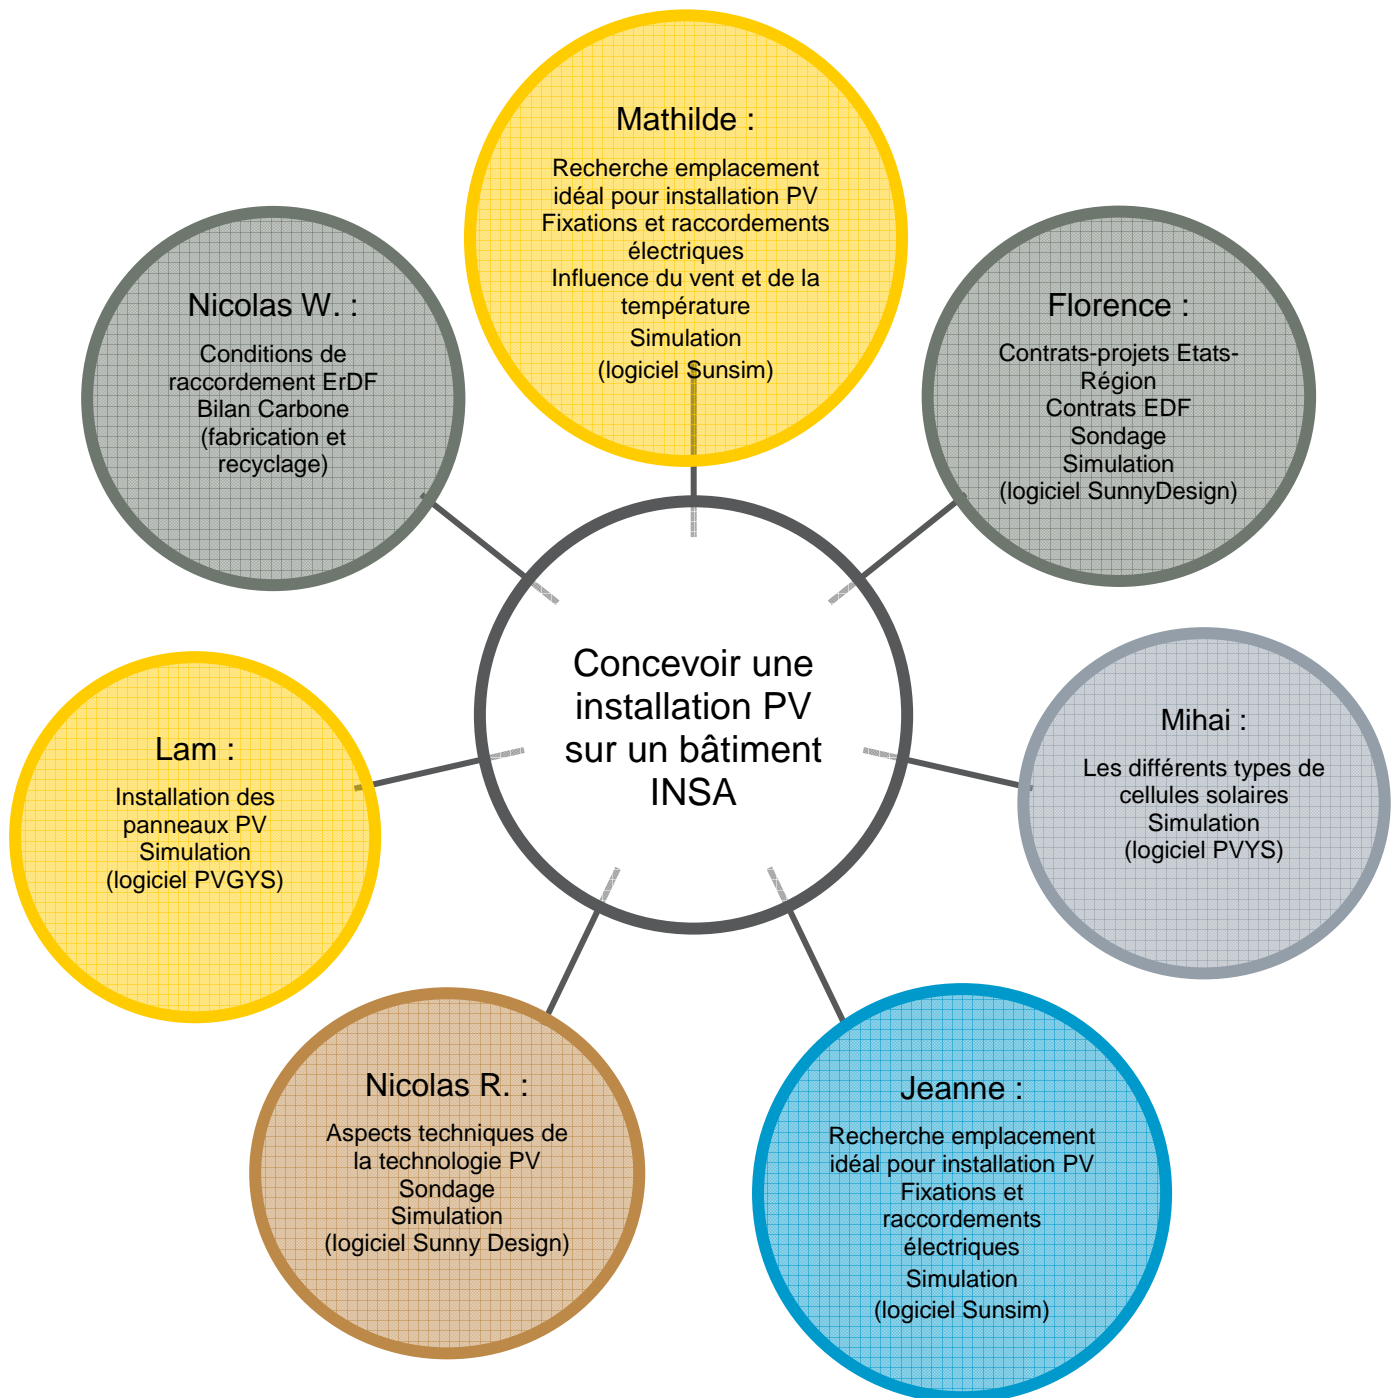 Mathilde :
Recherche emplacement
idéal pour installation PV
Fixations et raccordements
électriques
Influence du vent et de la
température
Simulation
(logiciel Sunsim)
Nicolas W. :
Conditions de
raccordement ErDF
Bilan Carbone
(fabrication et
recyclage)
Florence :
Contrats-projets Etats-
Région
Contrats EDF
Sondage
Simulation
(logiciel SunnyDesign)
Concevoir une
installation PV
sur un bâtiment
INSA
Lam :
Installation des
panneaux PV
Simulation
(logiciel PVGYS)
Mihai :
Les différents types de
cellules solaires
Simulation
(logiciel PVYS)
Nicolas R. :
Aspects techniques de
la technologie PV
Sondage
Simulation
(logiciel Sunny Design)
Jeanne :
Recherche emplacement
idéal pour installation PV
Fixations et
raccordements
électriques
Simulation
(logiciel Sunsim)